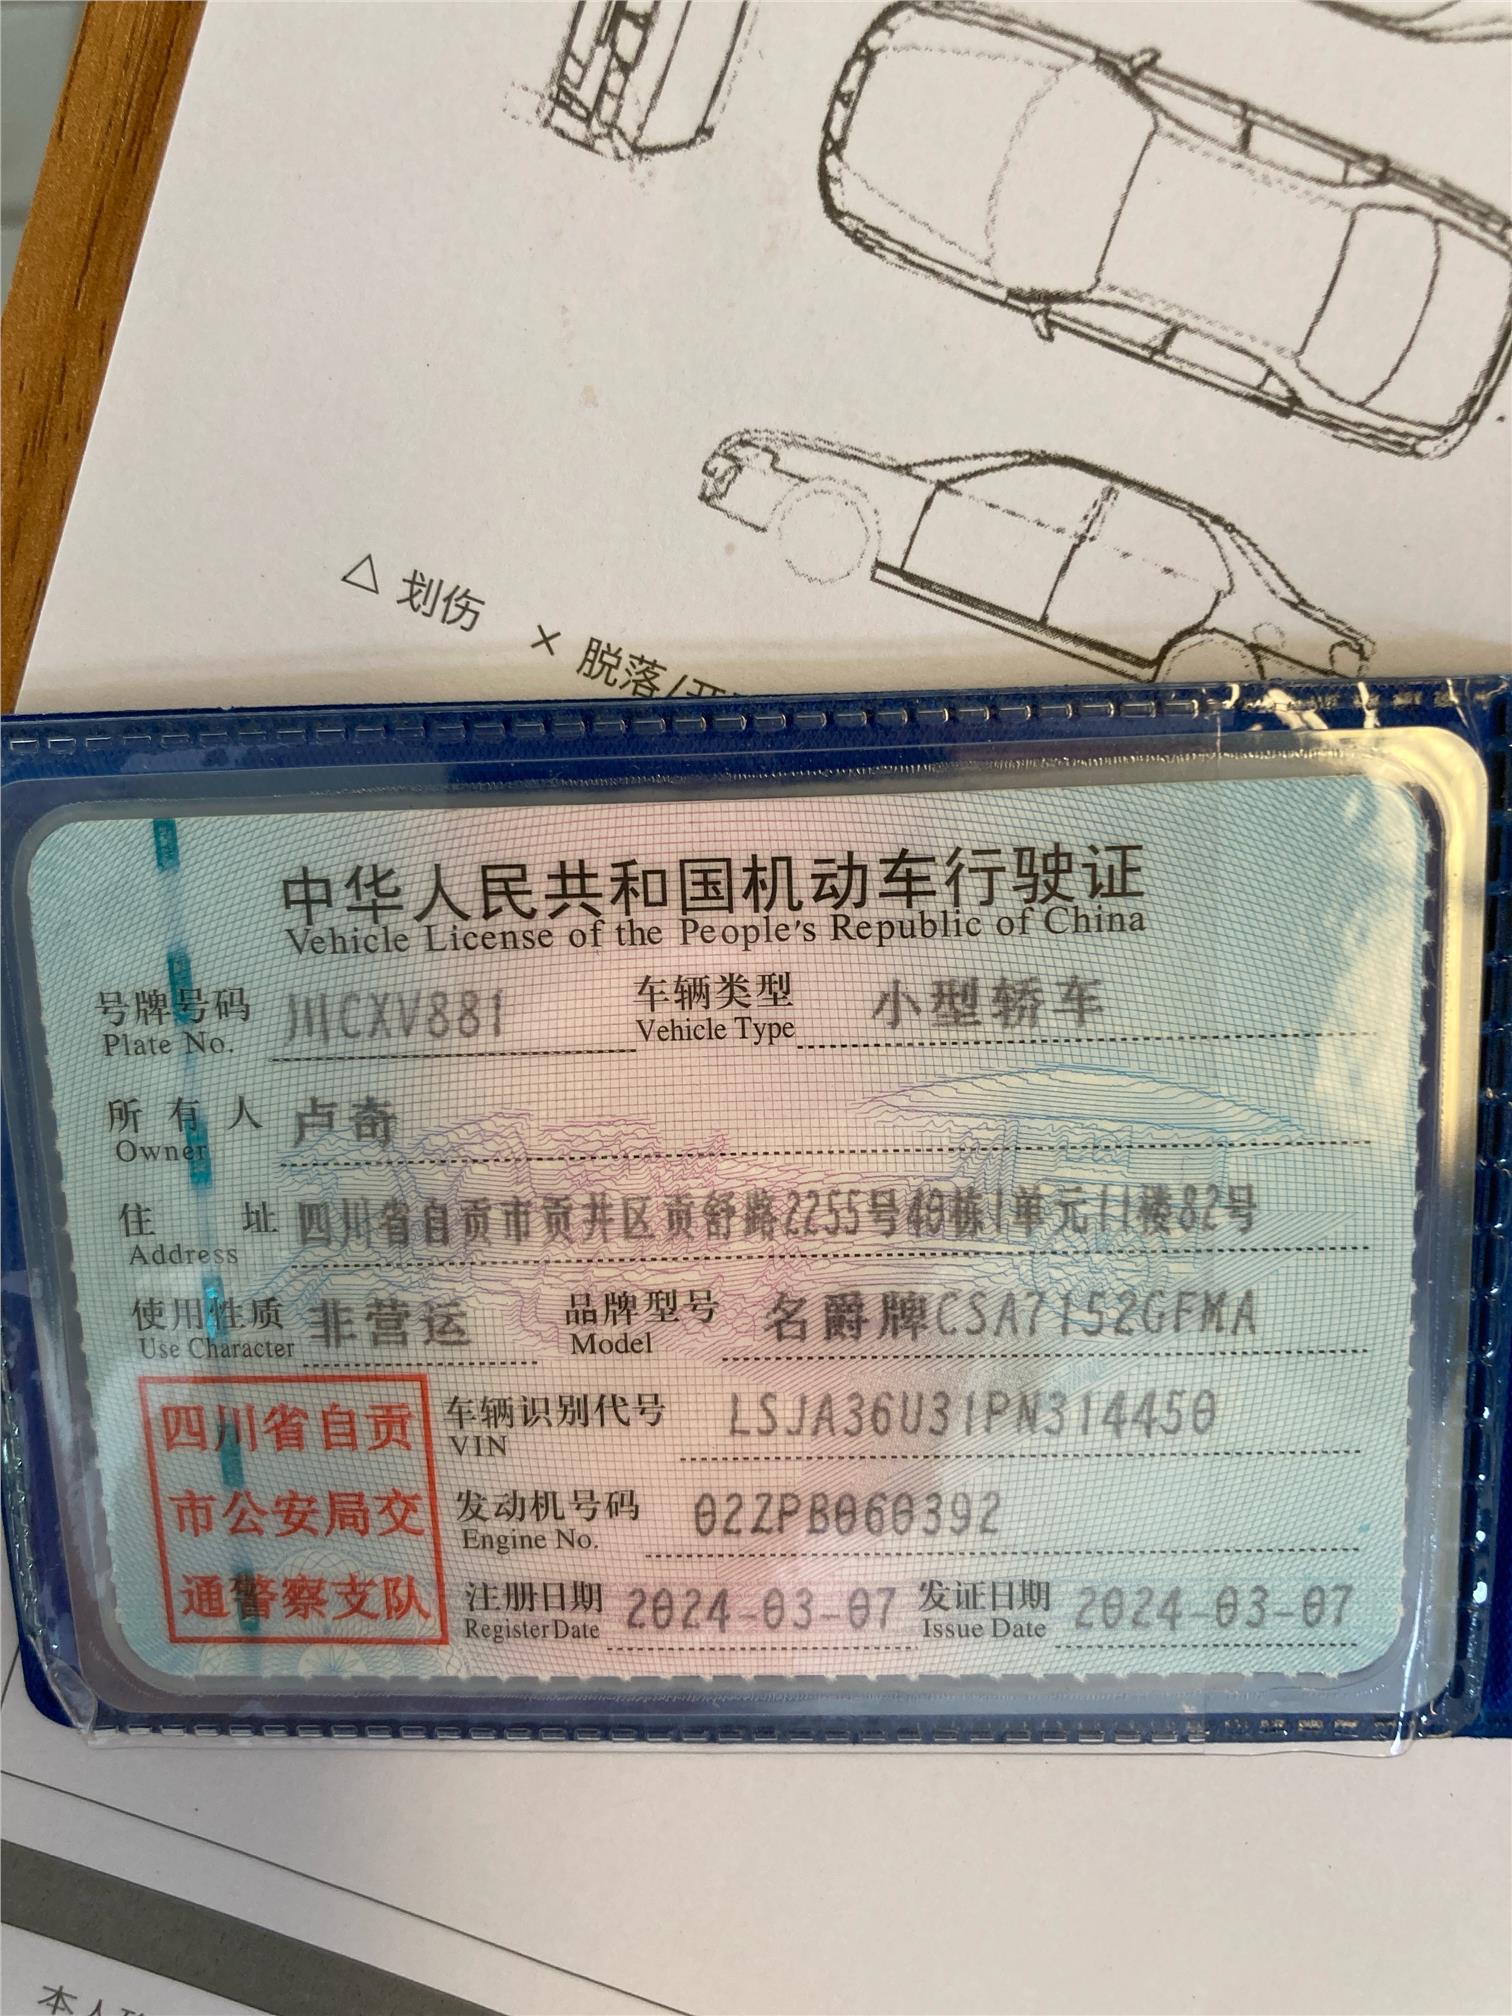 △ 划伤 × 脱落/开
中华人民共和国机动车行驶证
Vehicle License of the People's Republic of China
号牌号码 川CXV881 车辆类型 小型轿车
Plate No. Vehicle Type
所有人 卢奇
Owner
住址 四川省自贡市贡井区贡舒路2255号40栋1单元11楼82号
Address
使用性质 非营运 品牌型号 名爵牌CSA7152GFMA
Use Character Model
四川省自贡
市公安局交
通警察支队
车辆识别代号 LSJA36U31PN314450
VIN
发动机号码 02ZPB060392
Engine No.
注册日期 2024-03-07 发证日期 2024-03-07
Register Date Issue Date
本人